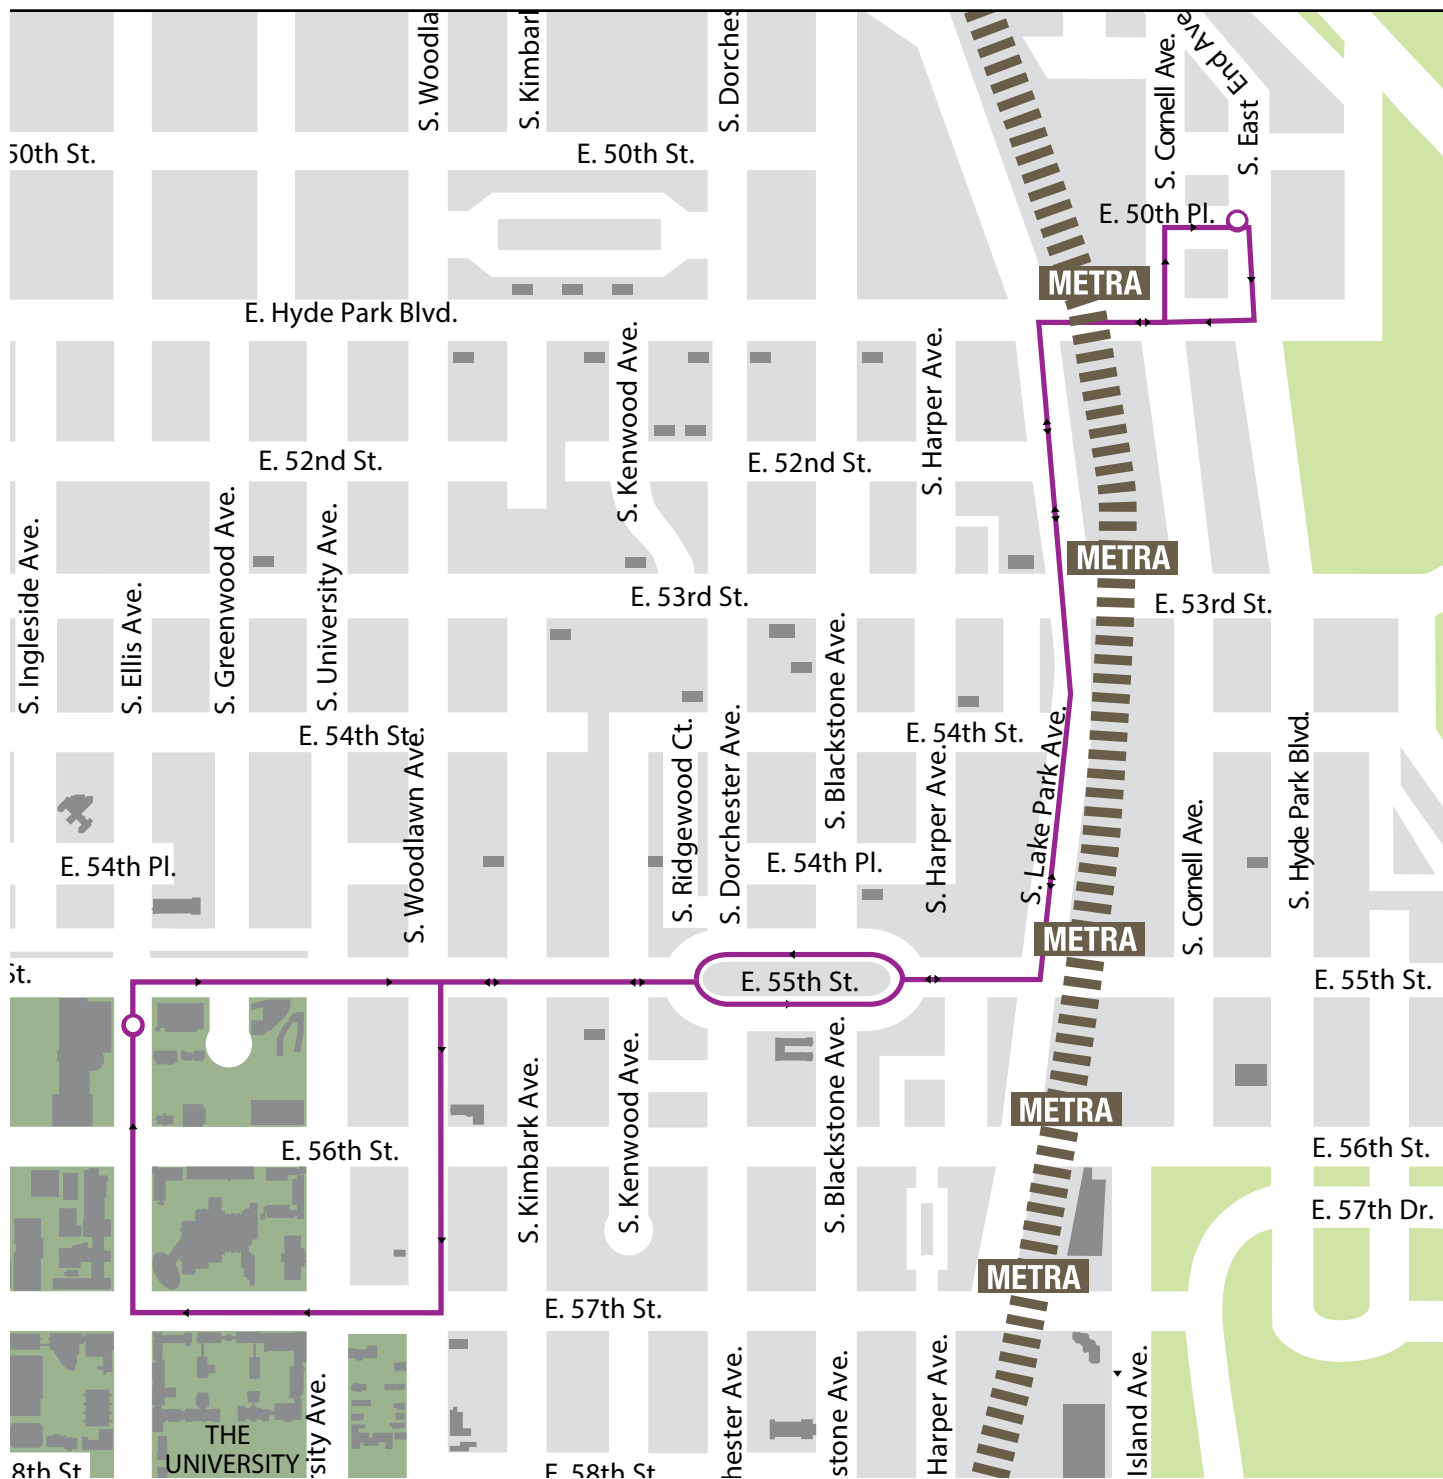 S. Woodla
S. Kimbar
S. Dorches
S. Cornell Ave.
End Ave
S. East
50th St.
E. 50th St.
E. 50th Pl.
METRA
E. Hyde Park Blvd.
S. Kenwood Ave.
S. Harper Ave.
E. 52nd St.
E. 52nd St.
S. Ingleside Ave.
S. Ellis Ave.
S. Greenwood Ave.
S. University Ave.
METRA
E. 53rd St.
E. 53rd St.
S. Blackstone Ave.
E. 54th St.
E. 54th St.
S. Woodlawn Ave.
S. Ridgewood Ct.
S. Dorchester Ave.
S. Harper Ave.
S. Lake Park Ave.
S. Cornell Ave.
S. Hyde Park Blvd.
E. 54th Pl.
E. 54th Pl.
METRA
St.
E. 55th St.
E. 55th St.
S. Kimbark Ave.
S. Kenwood Ave.
S. Blackstone Ave.
METRA
E. 56th St.
E. 56th St.
E. 57th Dr.
METRA
E. 57th St.
sity Ave.
hester Ave.
stone Ave.
Harper Ave.
Island Ave.
THE
UNIVERSITY
8th St.
E. 58th St.